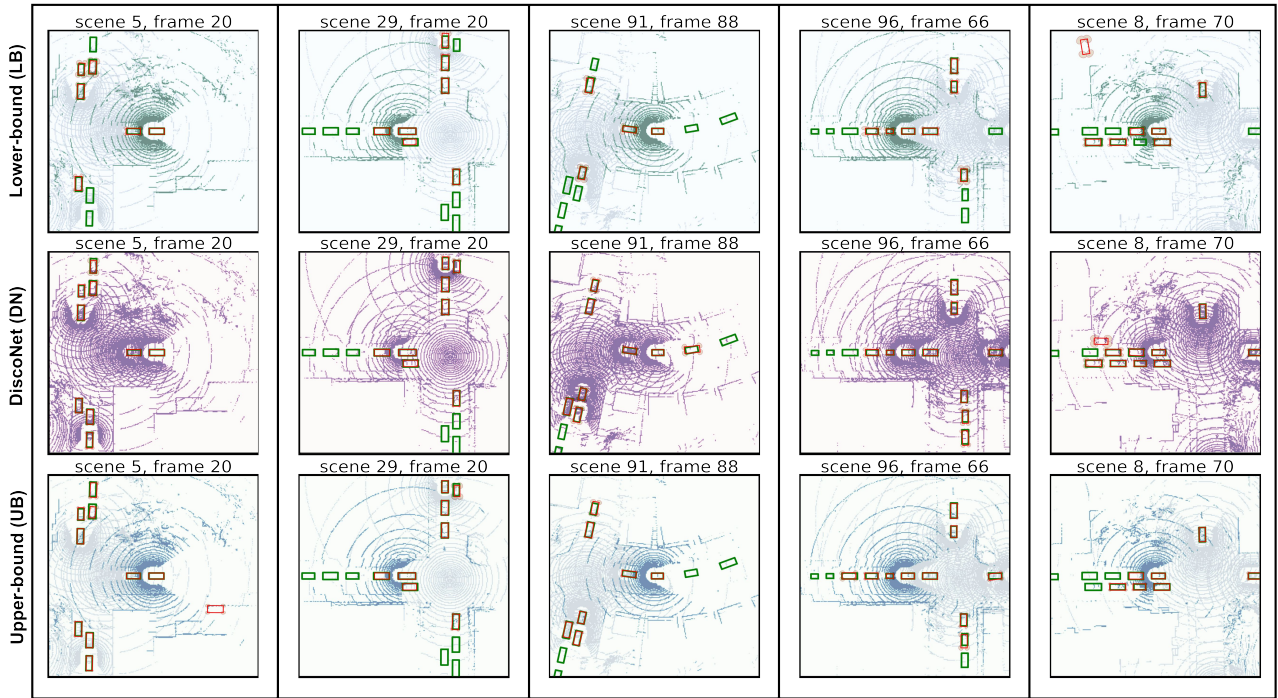 Lower-bound (LB)
scene 5, frame 20
scene 29, frame 20
scene 91, frame 88
scene 96, frame 66
scene 8, frame 70
DiscoNet (DN)
scene 5, frame 20
scene 29, frame 20
scene 91, frame 88
scene 96, frame 66
scene 8, frame 70
Upper-bound (UB)
scene 5, frame 20
scene 29, frame 20
scene 91, frame 88
scene 96, frame 66
scene 8, frame 70